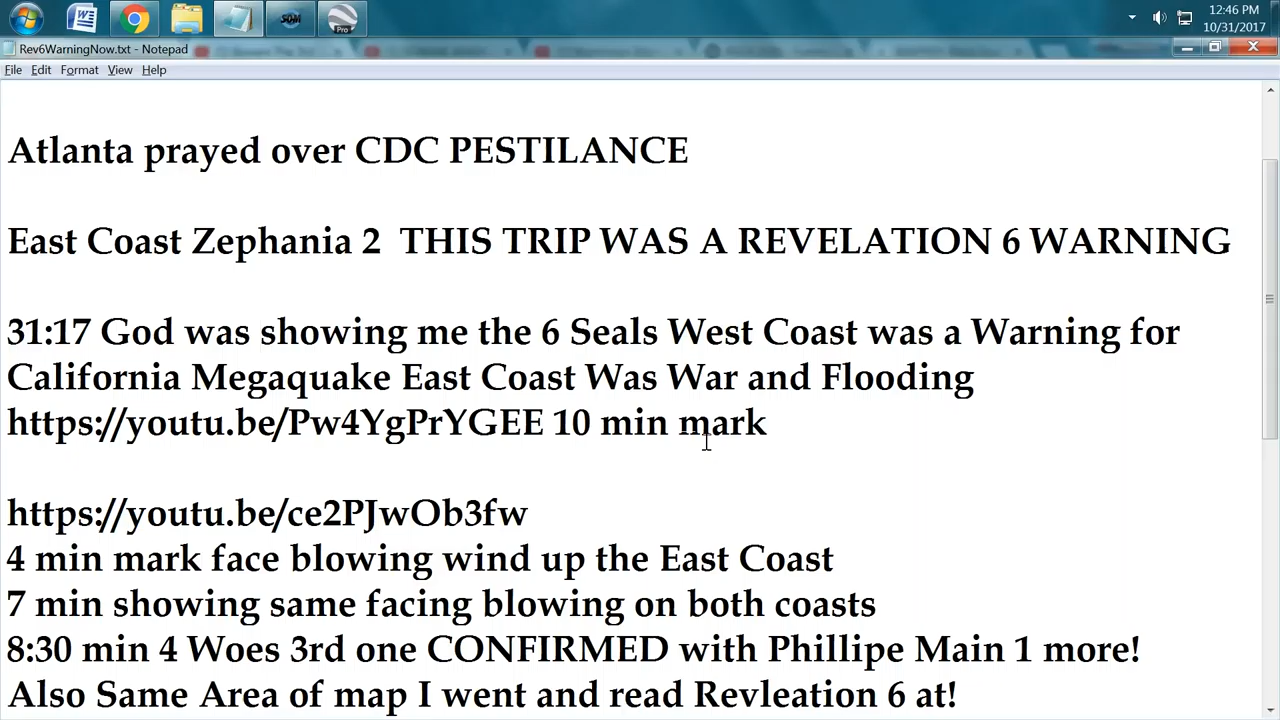 12:46 PM
10/31/2017
Pro
Rev6WarningNow.txt - Notepad
File Edit Format View Help
Atlanta prayed over CDC PESTILANCE
East Coast Zephania 2 THIS TRIP WAS A REVELATION 6 WARNING
31:17 God was showing me the 6 Seals West Coast was a Warning for
California Megaquake East Coast Was War and Flooding
https://youtu.be/Pw4YgPrYGEE 10 min mark
https://youtu.be/ce2PJwOb3fw
4 min mark face blowing wind up the East Coast
7 min showing same facing blowing on both coasts
8:30 min 4 Woes 3rd one CONFIRMED with Phillipe Main 1 more!
Also Same Area of map I went and read Revleation 6 at!